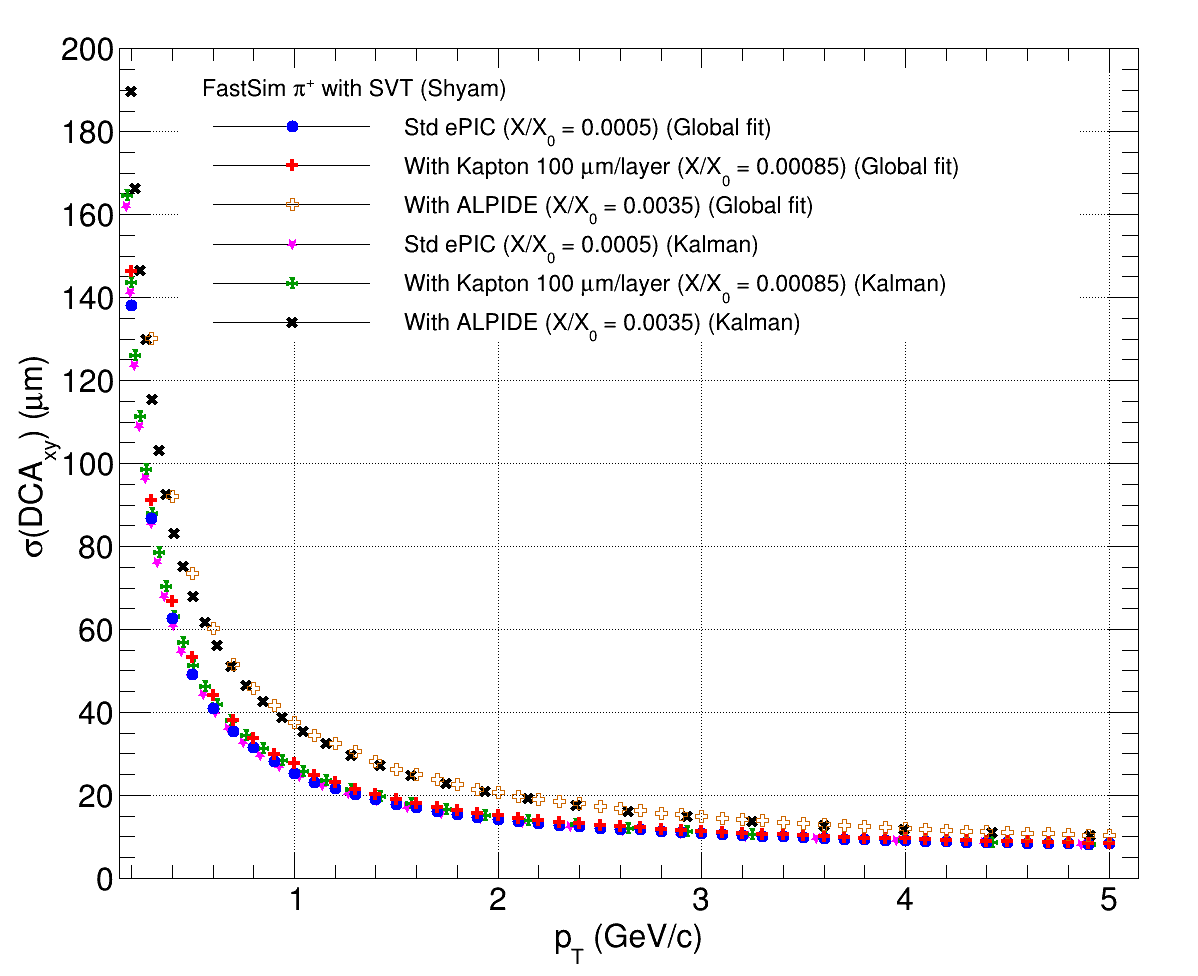 200
180
160
140
120
100
80
60
40
20
0
σ(DCAxy) (μm)
FastSim π+ with SVT (Shyam)
Std ePIC (X/X0 = 0.0005) (Global fit)
With Kapton 100 μm/layer (X/X0 = 0.00085) (Global fit)
With ALPIDE (X/X0 = 0.0035) (Global fit)
Std ePIC (X/X0 = 0.0005) (Kalman)
With Kapton 100 μm/layer (X/X0 = 0.00085) (Kalman)
With ALPIDE (X/X0 = 0.0035) (Kalman)
1 2 3 4 5
pT (GeV/c)